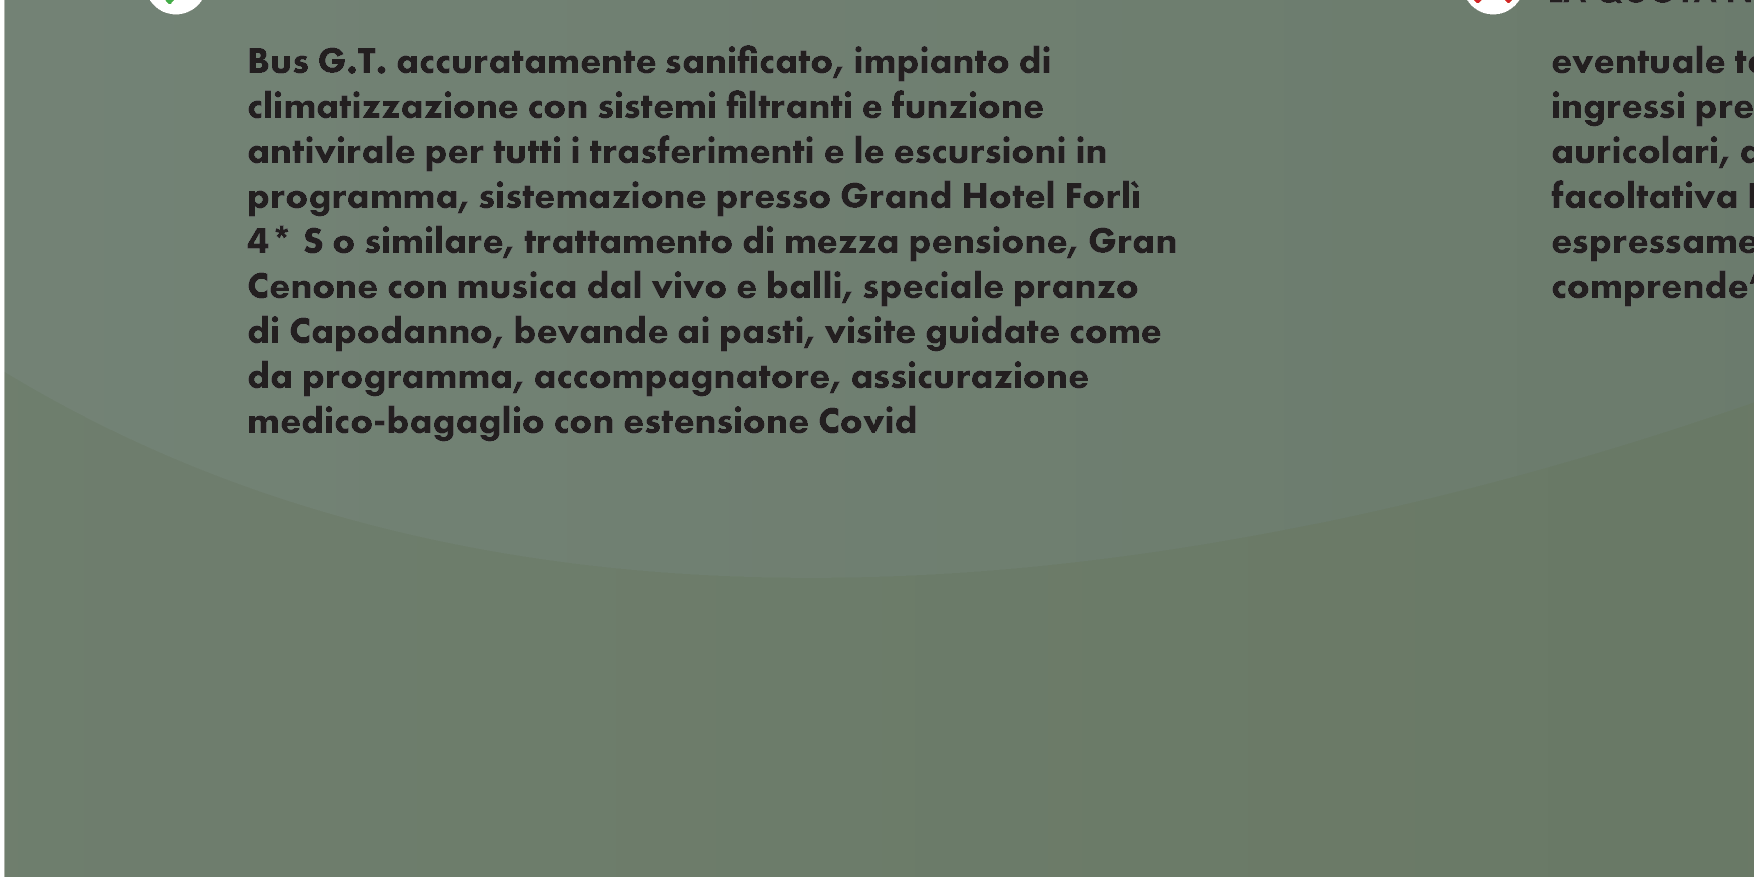 Bus G.T. accuratamente sanificato, impianto di
climatizzazione con sistemi filtranti e funzione
antivirale per tutti i trasferimenti e le escursioni in
programma, sistemazione presso Grand Hotel Forlì
4* S o similare, trattamento di mezza pensione, Gran
Cenone con musica dal vivo e balli, speciale pranzo
di Capodanno, bevande ai pasti, visite guidate come
da programma, accompagnatore, assicurazione
medico-bagaglio con estensione Covid
eventuale
ingressi
auricolari,
facoltativa
comprende"